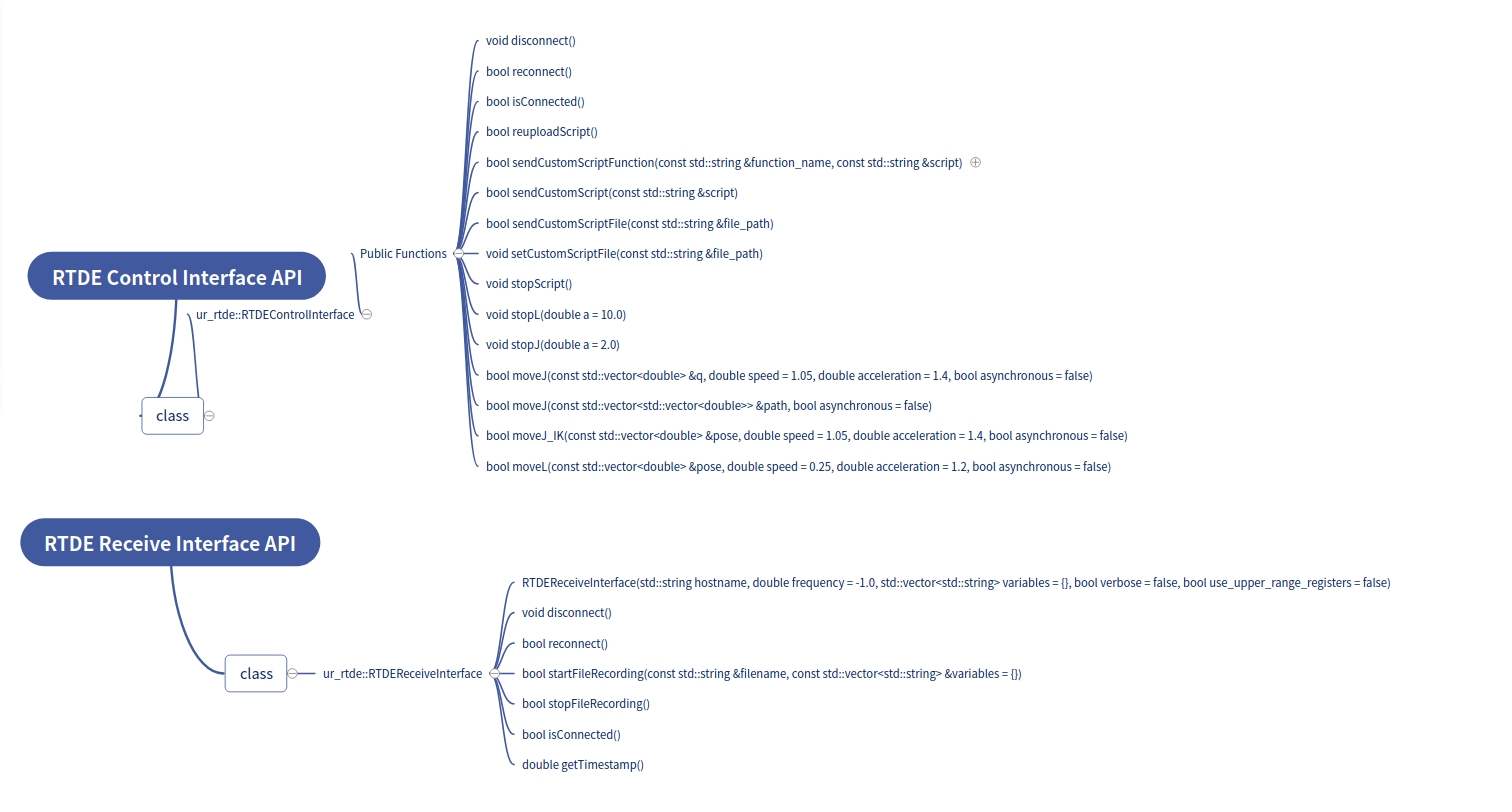 RTDE Control Interface API
class
ur_rtde::RTDEControlInterface
Public Functions
void disconnect()
bool reconnect()
bool isConnected()
bool reuploadScript()
bool sendCustomScriptFunction(const std::string &function_name, const std::string &script)
bool sendCustomScript(const std::string &script)
bool sendCustomScriptFile(const std::string &file_path)
void setCustomScriptFile(const std::string &file_path)
void stopScript()
void stopL(double a = 10.0)
void stopJ(double a = 2.0)
bool moveJ(const std::vector<double> &q, double speed = 1.05, double acceleration = 1.4, bool asynchronous = false)
bool moveJ(const std::vector<std::vector<double>> &path, bool asynchronous = false)
bool moveJ_IK(const std::vector<double> &pose, double speed = 1.05, double acceleration = 1.4, bool asynchronous = false)
bool moveL(const std::vector<double> &pose, double speed = 0.25, double acceleration = 1.2, bool asynchronous = false)
RTDE Receive Interface API
class
ur_rtde::RTDEReceiveInterface
RTDEReceiveInterface(std::string hostname, double frequency = -1.0, std::vector<std::string> variables = {}, bool verbose = false, bool use_upper_range_registers = false)
void disconnect()
bool reconnect()
bool startFileRecording(const std::string &filename, const std::vector<std::string> &variables = {})
bool stopFileRecording()
bool isConnected()
double getTimestamp()